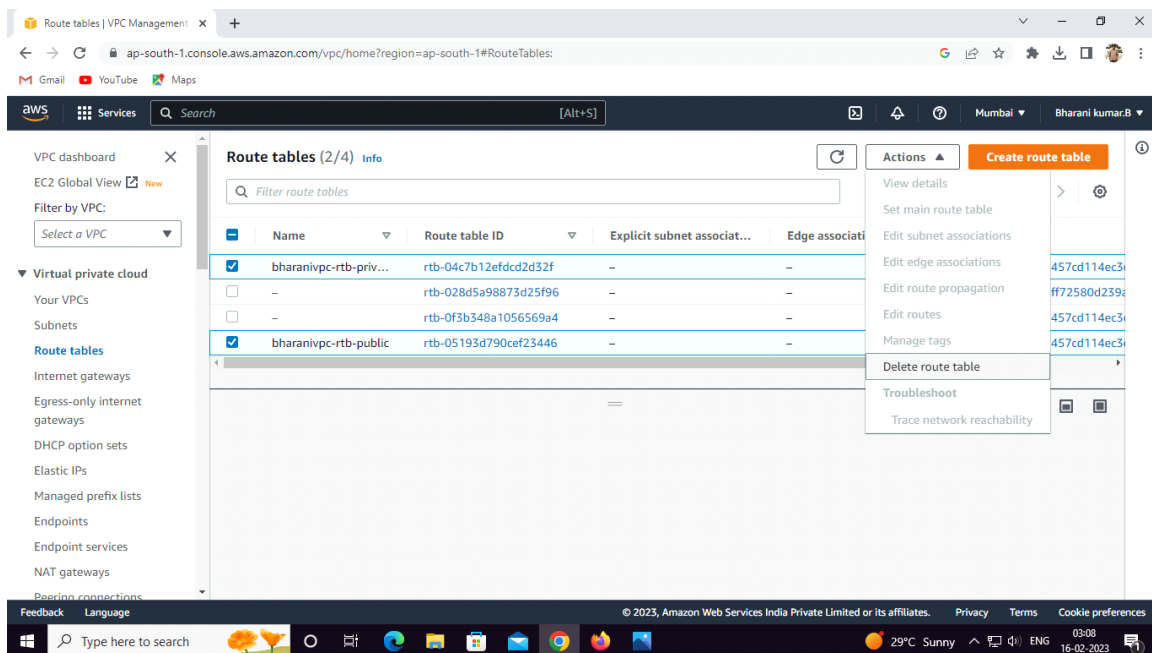 Route tables | VPC Management
ap-south-1.console.aws.amazon.com/vpc/home?region=ap-south-1#RouteTables:
G
Gmail YouTube Maps
aws Services Search [Alt+S] Mumbai Bharani kumar.B
VPC dashboard
EC2 Global View New
Filter by VPC:
Select a VPC
Virtual private cloud
Your VPCs
Subnets
Route tables
Internet gateways
Egress-only internet
gateways
DHCP option sets
Elastic IPs
Managed prefix lists
Endpoints
Endpoint services
NAT gateways
Peering connections
Route tables (2/4) Info
Actions Create route table
Filter route tables
Name Route table ID Explicit subnet associat... Edge associati
bharanivpc-rtb-priv... rtb-04c7b12efdcd2d32f – – 457cd114ec3
– rtb-028d5a98873d25f96 – – ff72580d239a
– rtb-0f3b348a1056569a4 – – 457cd114ec3
bharanivpc-rtb-public rtb-05193d790cef23446 – – 457cd114ec3
View details
Set main route table
Edit subnet associations
Edit edge associations
Edit route propagation
Edit routes
Manage tags
Delete route table
Troubleshoot
Trace network reachability
Feedback Language © 2023, Amazon Web Services India Private Limited or its affiliates. Privacy Terms Cookie preferences
Type here to search 29°C Sunny ENG 03:08
16-02-2023